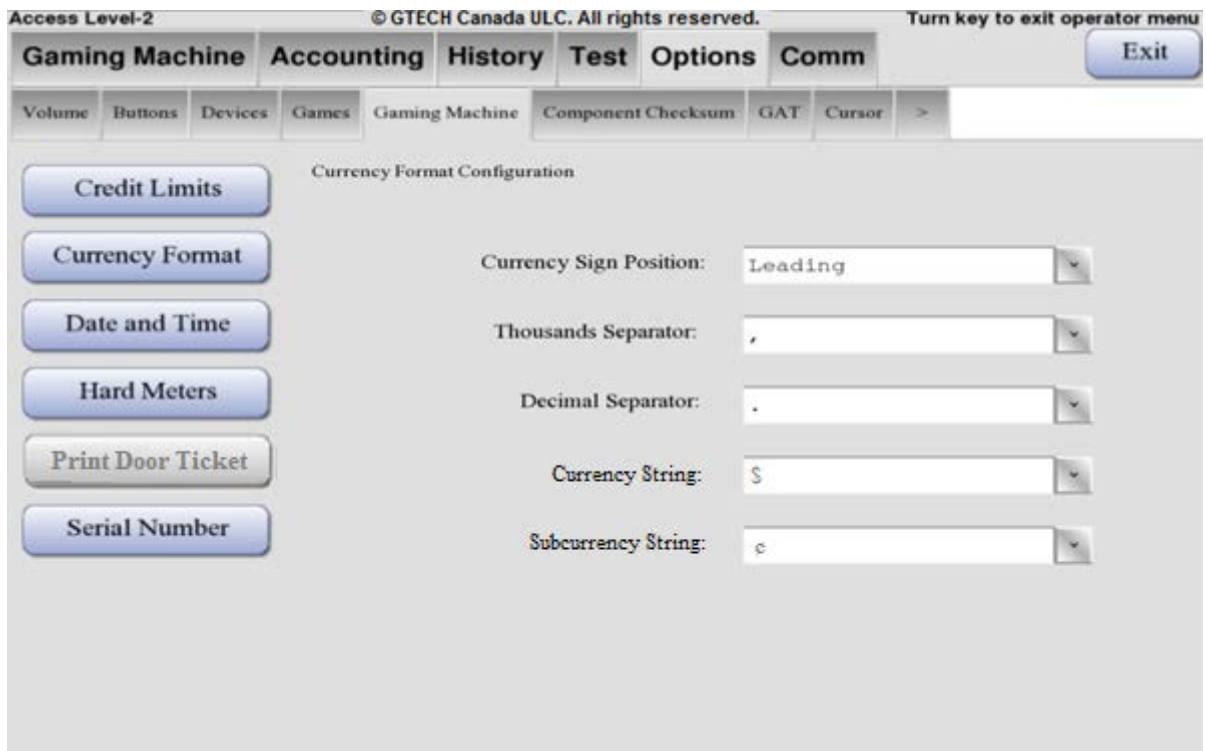 Access Level-2 © GTECH Canada ULC. All rights reserved. Turn key to exit operator menu
Gaming Machine Accounting History Test Options Comm Exit
Volume Buttons Devices Games Gaming Machine Component Checksum GAT Cursor >
Currency Format Configuration
Credit Limits
Currency Format
Date and Time
Hard Meters
Print Door Ticket
Serial Number
Currency Sign Position: Leading
Thousands Separator: ,
Decimal Separator: .
Currency String: $
Subcurrency String: c